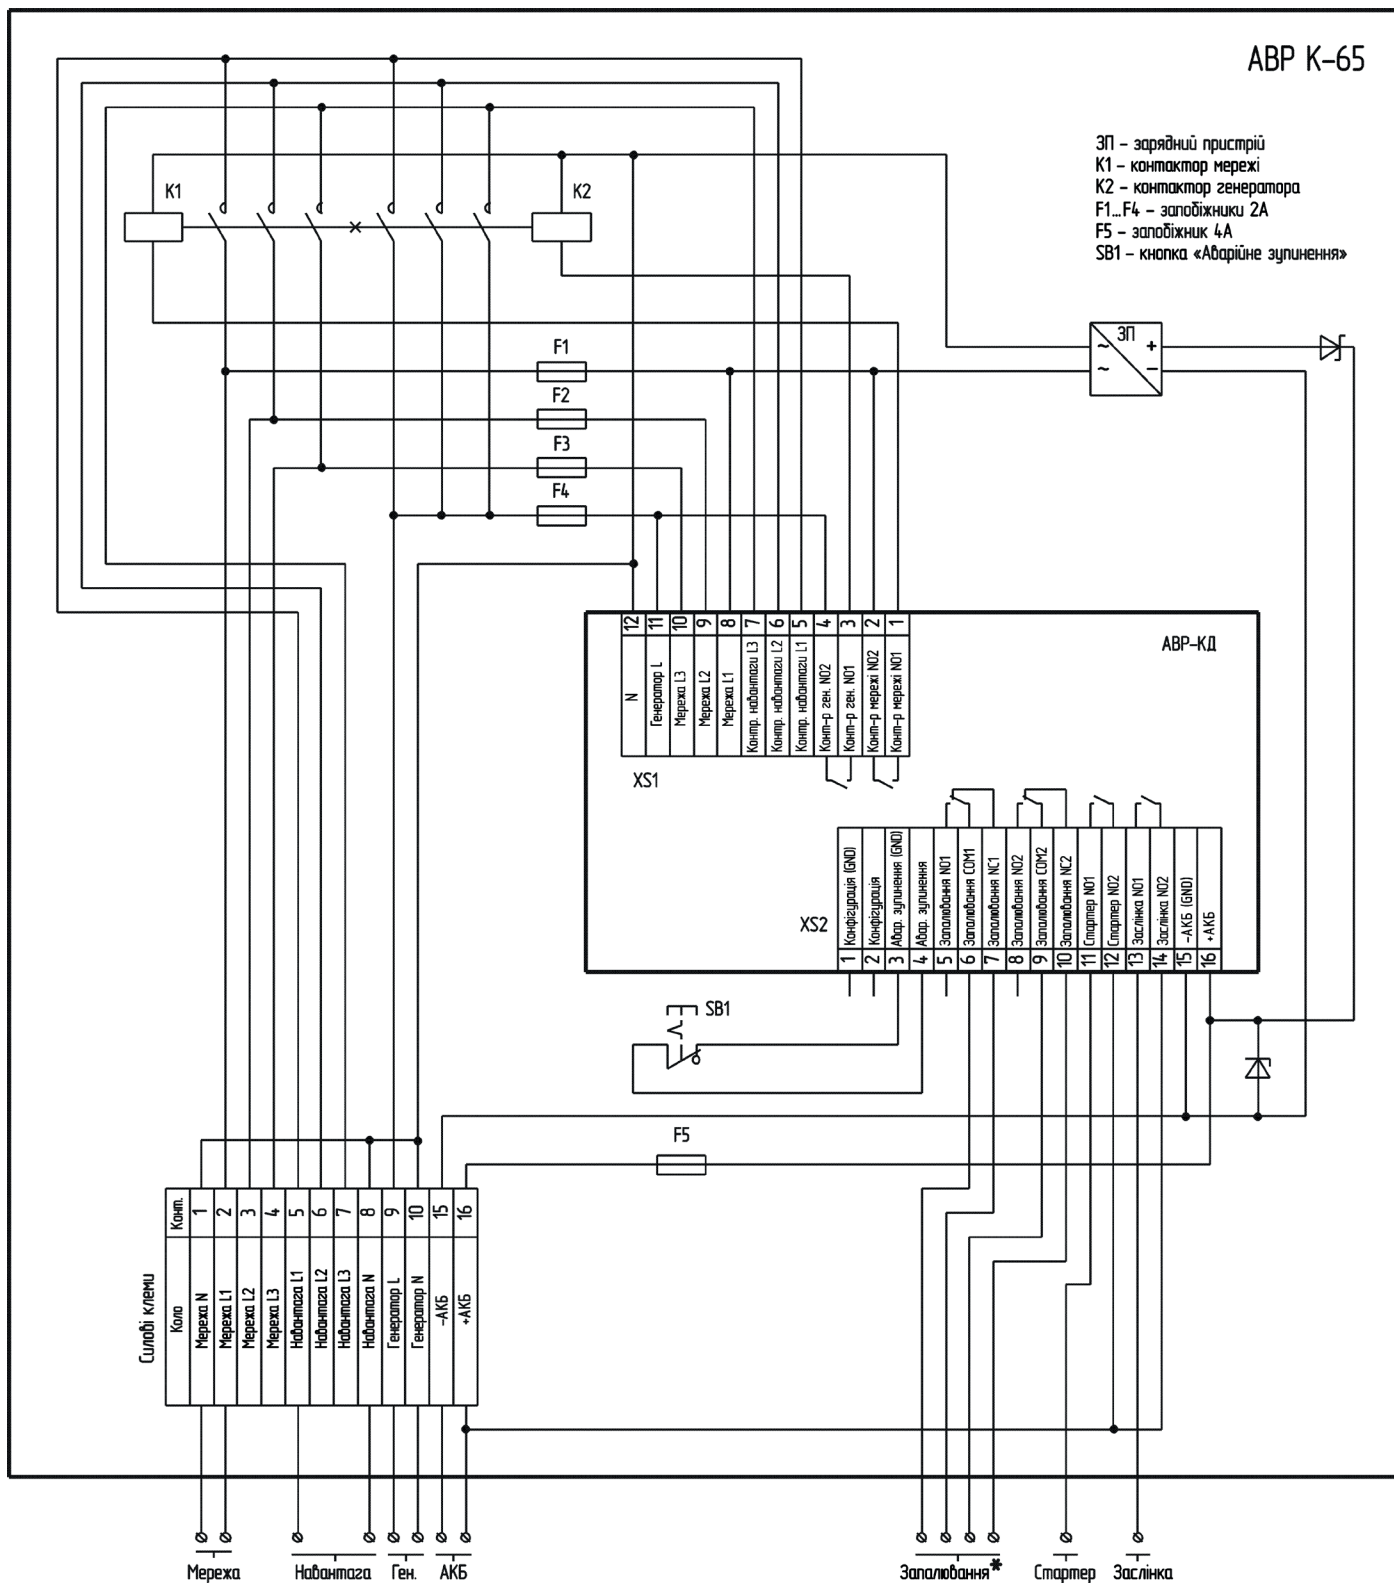 АВР К-65
ЗП - зарядний пристрій
К1 - контактор мережі
К2 - контактор генератора
F1...F4 - запобіжники 2А
F5 - запобіжник 4А
SB1 - кнопка «Аварійне зупинення»
К1
К2
ЗП
~ +
~ −
F1
F2
F3
F4
АВР-КД
12 11 10 9 8 7 6 5 4 3 2 1
N
Генератор L
Мережа L3
Мережа L2
Мережа L1
Контр. навантаги L3
Контр. навантаги L2
Контр. навантаги L1
Конт-р ген. NO2
Конт-р ген. NO1
Конт-р мережі NO2
Конт-р мережі NO1
XS1
XS2
Конфігурація (GND)
Конфігурація
Авар. зупинення (GND)
Авар. зупинення
Запалювання NO1
Запалювання COM1
Запалювання NC1
Запалювання NO2
Запалювання COM2
Запалювання NC2
Стартер NO1
Стартер NO2
Заслінка NO1
Заслінка NO2
-АКБ (GND)
+АКБ
1 2 3 4 5 6 7 8 9 10 11 12 13 14 15 16
SB1
F5
Силові клеми
Конт. 1 2 3 4 5 6 7 8 9 10 15 16
Коло
Мережа N
Мережа L1
Мережа L2
Мережа L3
Навантага L1
Навантага L2
Навантага L3
Навантага N
Генератор L
Генератор N
-АКБ
+АКБ
Мережа Навантага Ген. АКБ Запалювання* Стартер Заслінка